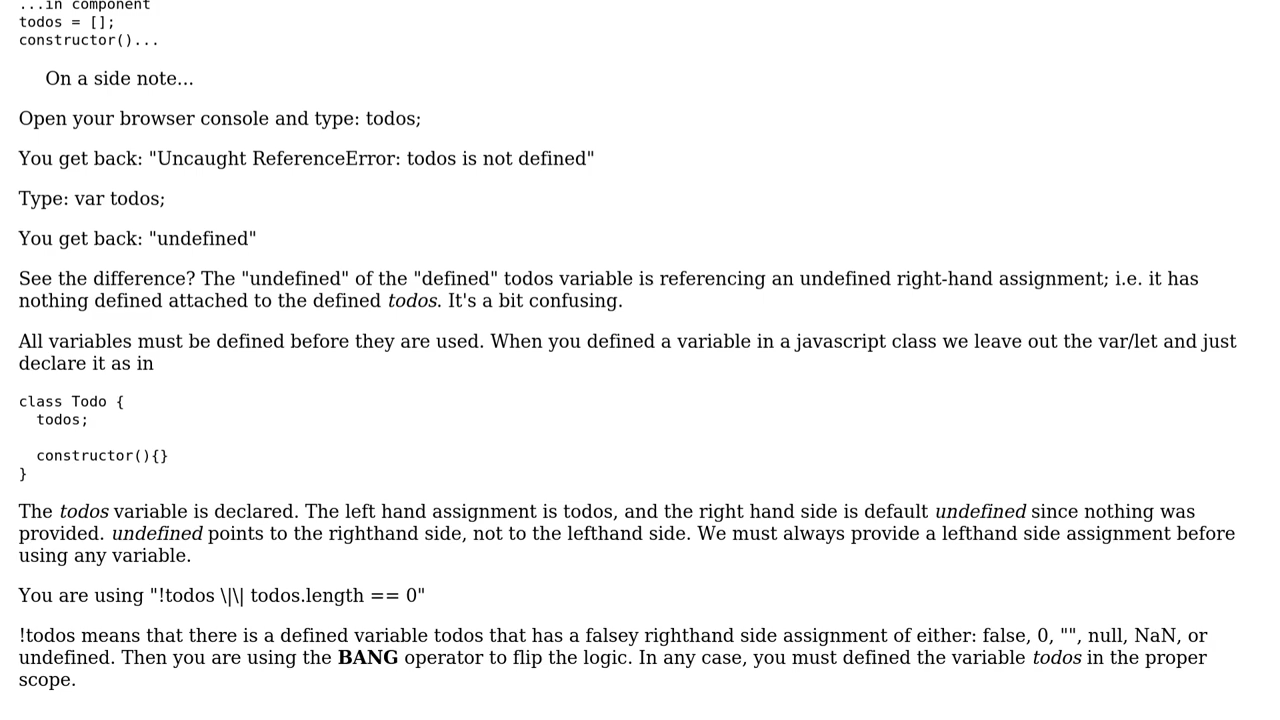 ...in component
todos = [];
constructor()...
On a side note...
Open your browser console and type: todos;
You get back: "Uncaught ReferenceError: todos is not defined"
Type: var todos;
You get back: "undefined"
See the difference? The "undefined" of the "defined" todos variable is referencing an undefined right-hand assignment; i.e. it has
nothing defined attached to the defined todos. It's a bit confusing.
All variables must be defined before they are used. When you defined a variable in a javascript class we leave out the var/let and just
declare it as in
class Todo {
  todos;
  constructor(){}
}
The todos variable is declared. The left hand assignment is todos, and the right hand side is default undefined since nothing was
provided. undefined points to the righthand side, not to the lefthand side. We must always provide a lefthand side assignment before
using any variable.
You are using "!todos \|\| todos.length == 0"
!todos means that there is a defined variable todos that has a falsey righthand side assignment of either: false, 0, "", null, NaN, or
undefined. Then you are using the BANG operator to flip the logic. In any case, you must defined the variable todos in the proper
scope.